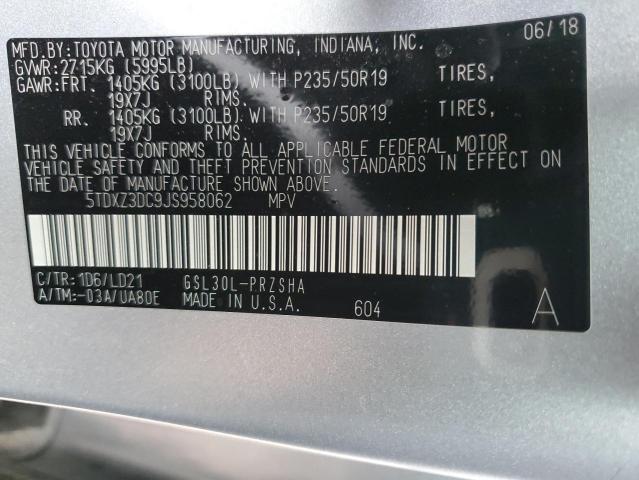 MFD.BY:TOYOTA MOTOR MANUFACTURING, INDIANA, INC. 06/18
GVWR:2715KG (5995LB)
GAWR:FRT. 1405KG (3100LB) WITH P235/50R19 TIRES,
19X7J RIMS.
RR. 1405KG (3100LB) WITH P235/50R19 TIRES,
19X7J RIMS.
THIS VEHICLE CONFORMS TO ALL APPLICABLE FEDERAL MOTOR
VEHICLE SAFETY AND THEFT PREVENTION STANDARDS IN EFFECT ON
THE DATE OF MANUFACTURE SHOWN ABOVE.
5TDXZ3DC9JS958062 MPV
C/TR:1D6/LD21 GSL30L-PRZSHA
A/TM:-03A/UA80E MADE IN U.S.A. 604 A